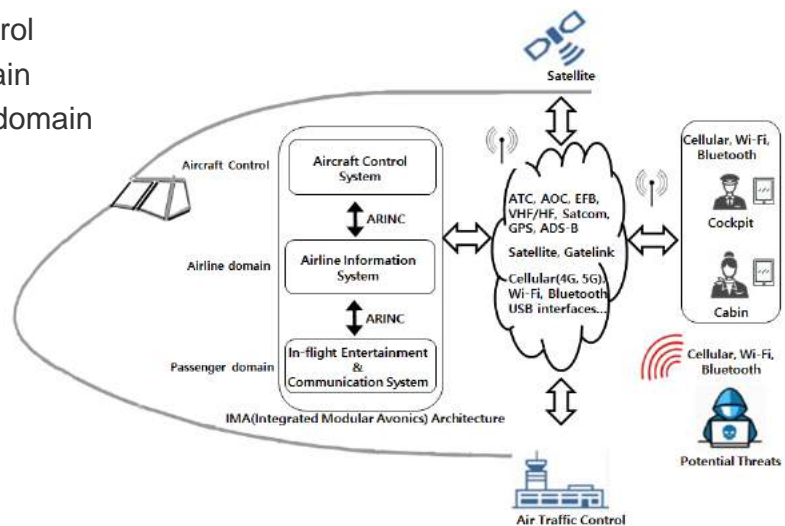 rol
ain
domain
Satellite
Aircraft Control
Aircraft Control
System
ARINC
Airline domain
Airline Information
System
ARINC
Passenger domain
In-flight Entertainment
&
Communication System
IMA(Integrated Modular Avonics) Architecture
ATC, AOC, EFB,
VHF/HF, Satcom,
GPS, ADS-B
Satellite, Gatelink
Cellular(4G, 5G),
Wi-Fi, Bluetooth
USB interfaces...
Cellular, Wi-Fi,
Bluetooth
Cockpit
Cabin
Cellular, Wi-Fi,
Bluetooth
Potential Threats
Air Traffic Control